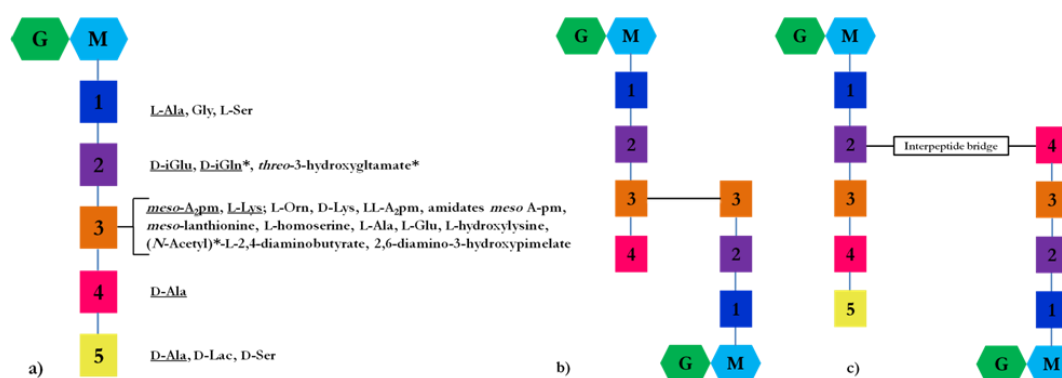 G M
1
L-Ala, Gly, L-Ser
2
D-iGlu, D-iGln*, threo-3-hydroxygltamate*
3
meso-A₂pm, L-Lys; L-Orn, D-Lys, LL-A₂pm, amidates meso A-pm,
meso-lanthionine, L-homoserine, L-Ala, L-Glu, L-hydroxylysine,
(N-Acetyl)*-L-2,4-diaminobutyrate, 2,6-diamino-3-hydroxypimelate
4
D-Ala
5
D-Ala, D-Lac, D-Ser
a)
G M
1
2
3 3
4 2
1
G M
b)
G M
1
2 Interpeptide bridge 4
3 3
4 2
5 1
G M
c)